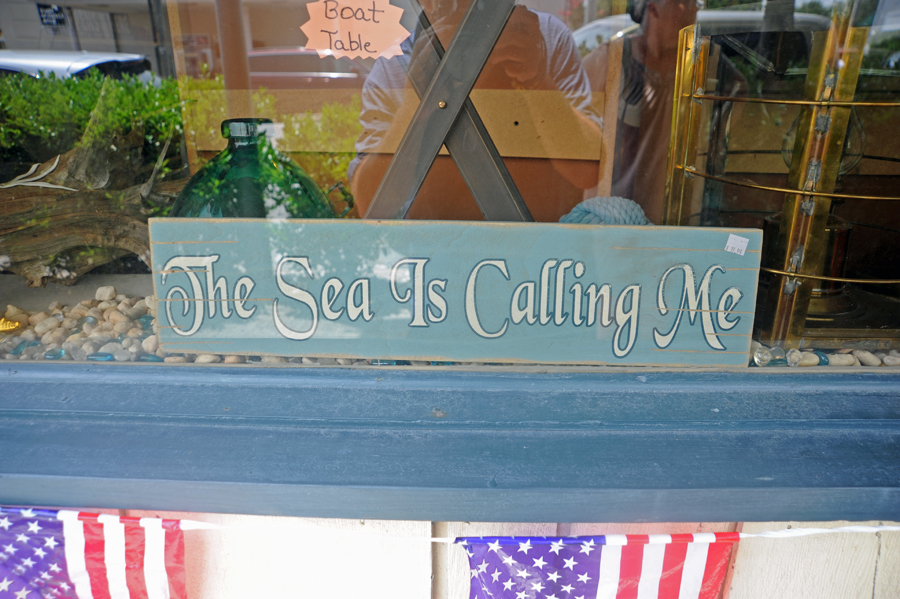 Boat
Table
The Sea Is Calling Me